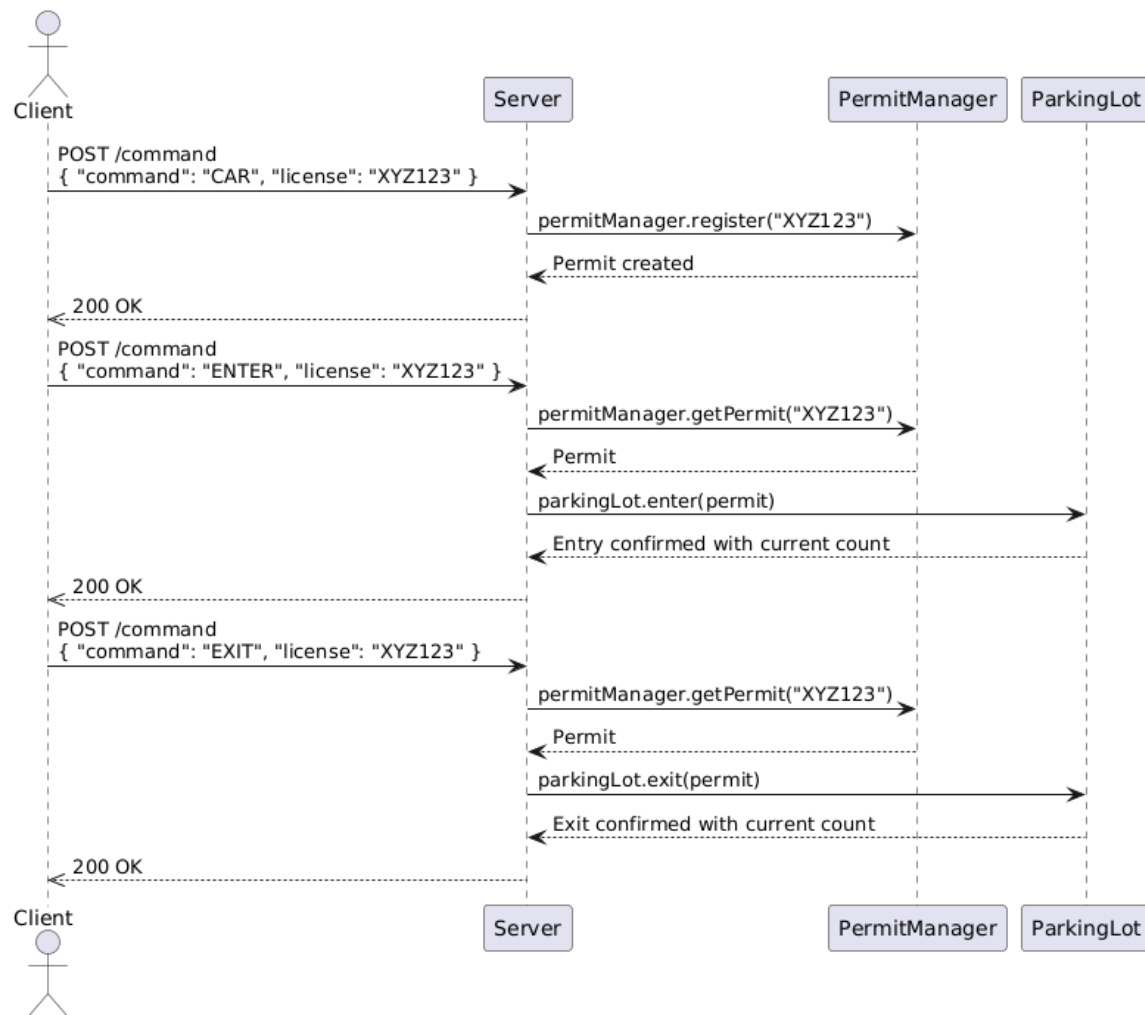 Client
Server
PermitManager
ParkingLot
POST /command
{ "command": "CAR", "license": "XYZ123" }
permitManager.register("XYZ123")
Permit created
200 OK
POST /command
{ "command": "ENTER", "license": "XYZ123" }
permitManager.getPermit("XYZ123")
Permit
parkingLot.enter(permit)
Entry confirmed with current count
200 OK
POST /command
{ "command": "EXIT", "license": "XYZ123" }
permitManager.getPermit("XYZ123")
Permit
parkingLot.exit(permit)
Exit confirmed with current count
200 OK
Client
Server
PermitManager
ParkingLot